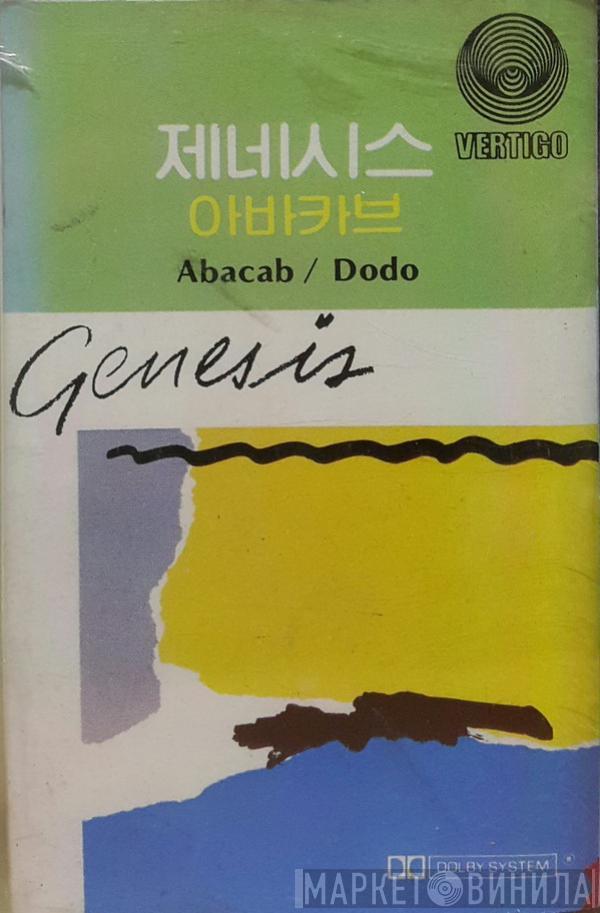 VERTIGO
제네시스
아바카브
Abacab / Dodo
Genesis
DOLBY SYSTEM ®
МАРКЕТ ВИНИЛА